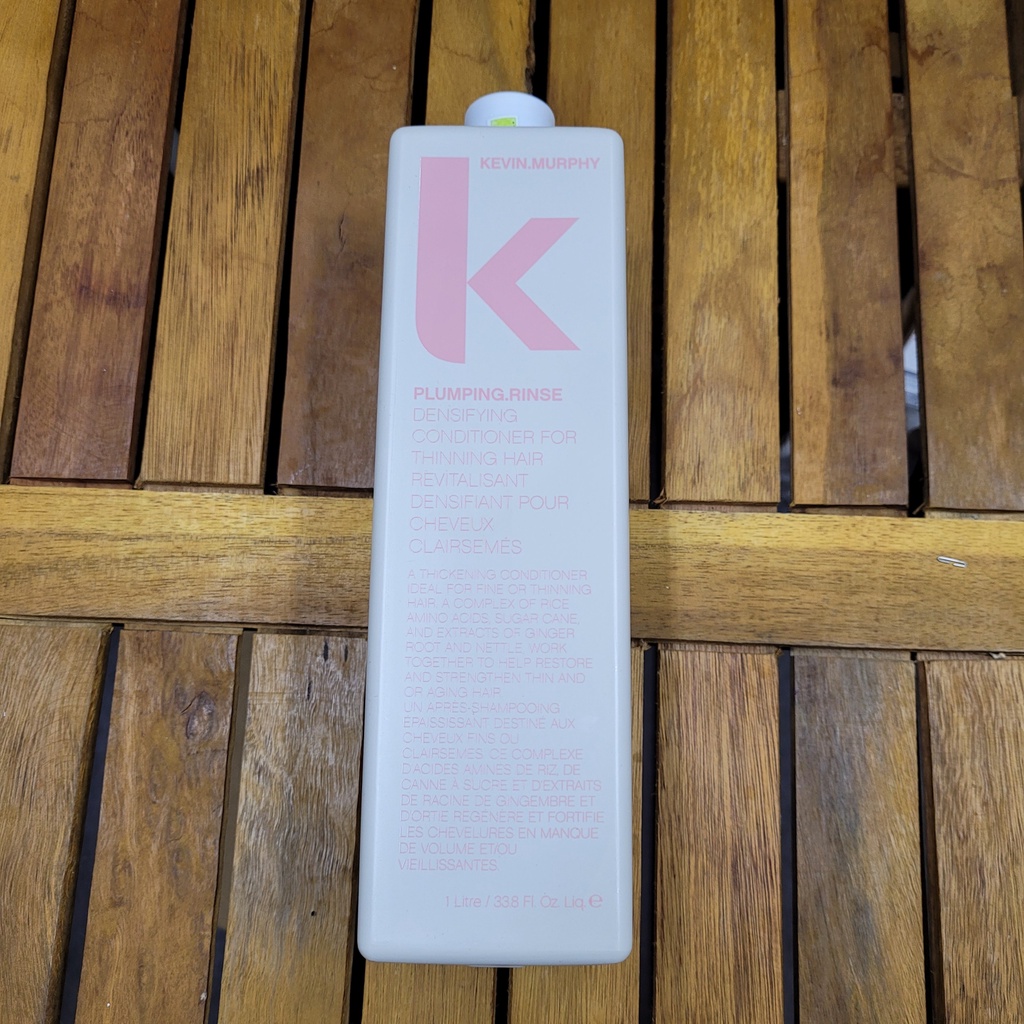 KEVIN.MURPHY
k
PLUMPING.RINSE
DENSIFYING
CONDITIONER FOR
THINNING HAIR
REVITALISANT
DENSIFIANT POUR
CHEVEUX
CLAIRSEMÉS
A THICKENING CONDITIONER
IDEAL FOR FINE OR THINNING
HAIR. A COMPLEX OF RICE
AMINO ACIDS, SUGAR CANE,
AND EXTRACTS OF GINGER
ROOT AND NETTLE, WORK
TOGETHER TO HELP RESTORE
AND STRENGTHEN THIN AND
OR AGING HAIR.
UN APRÈS-SHAMPOOING
ÉPAISSISSANT DESTINÉ AUX
CHEVEUX FINS OU
CLAIRSEMÉS. CE COMPLEXE
D'ACIDES AMINÉS DE RIZ, DE
CANNE À SUCRE ET D'EXTRAITS
DE RACINE DE GINGEMBRE ET
D'ORTIE RÉGÉNÈRE ET FORTIFIE
LES CHEVELURES EN MANQUE
DE VOLUME ET/OU
VIEILLISSANTES.
1 Litre / 33.8 Fl. Oz. Liq. ℮